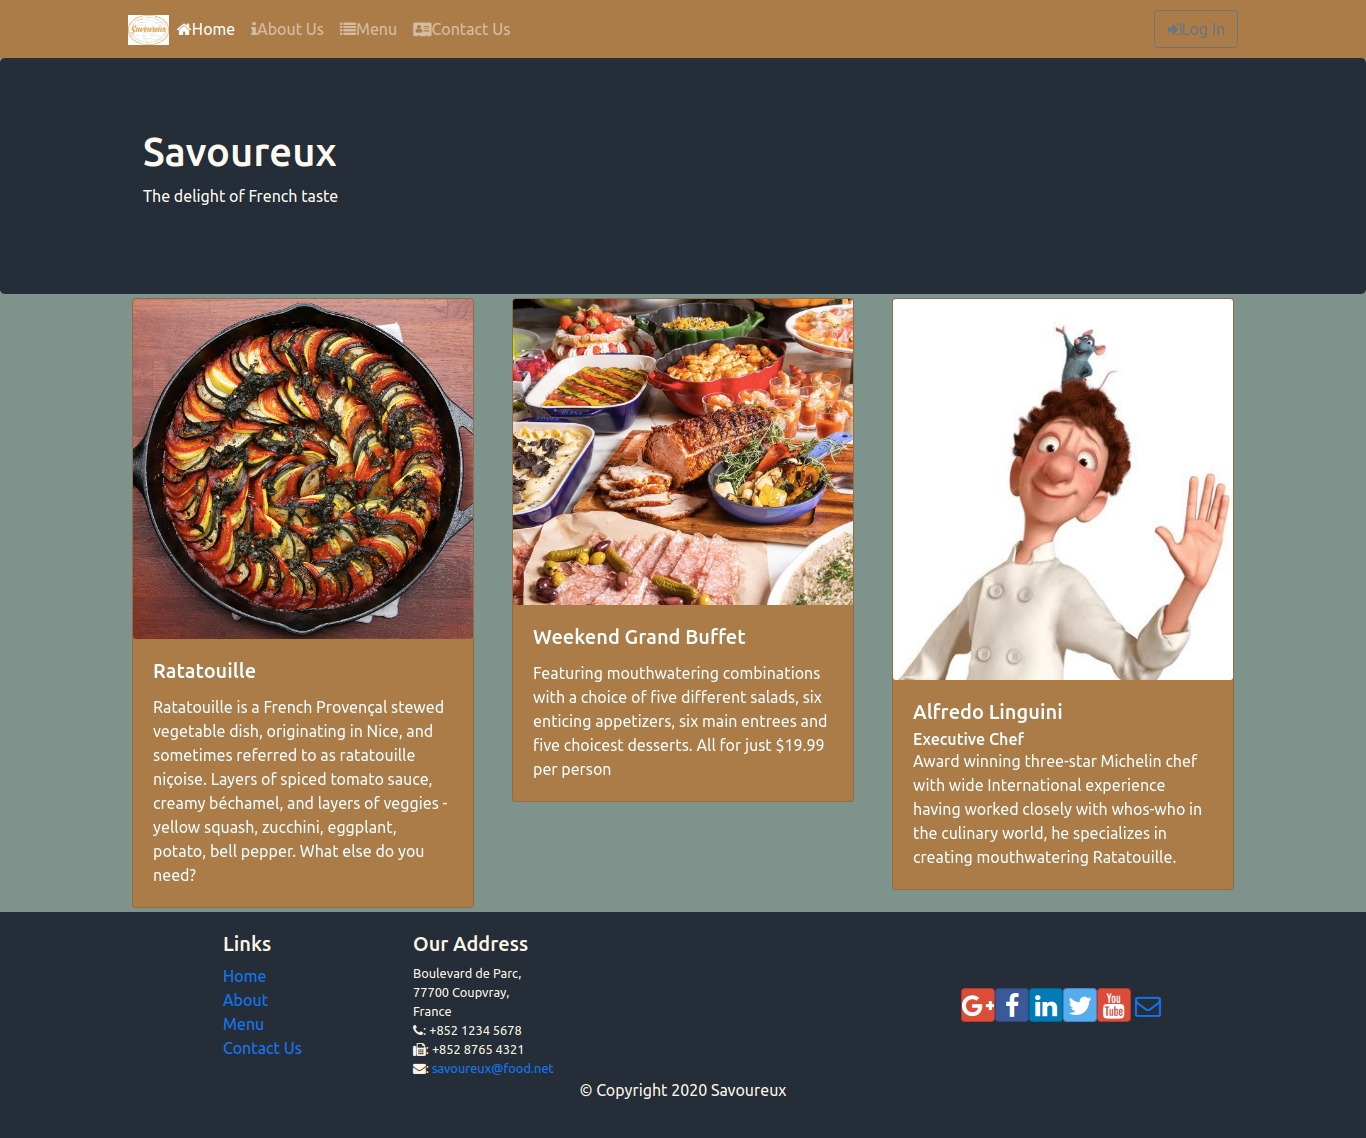 Savoureux
Home About Us Menu Contact Us Log In
Savoureux
The delight of French taste
Ratatouille
Ratatouille is a French Provençal stewed
vegetable dish, originating in Nice, and
sometimes referred to as ratatouille
niçoise. Layers of spiced tomato sauce,
creamy béchamel, and layers of veggies -
yellow squash, zucchini, eggplant,
potato, bell pepper. What else do you
need?
Weekend Grand Buffet
Featuring mouthwatering combinations
with a choice of five different salads, six
enticing appetizers, six main entrees and
five choicest desserts. All for just $19.99
per person
Alfredo Linguini
Executive Chef
Award winning three-star Michelin chef
with wide International experience
having worked closely with whos-who in
the culinary world, he specializes in
creating mouthwatering Ratatouille.
Links
Home
About
Menu
Contact Us
Our Address
Boulevard de Parc,
77700 Coupvray,
France
: +852 1234 5678
: +852 8765 4321
: savoureux@food.net
G+ f in You Tube
© Copyright 2020 Savoureux